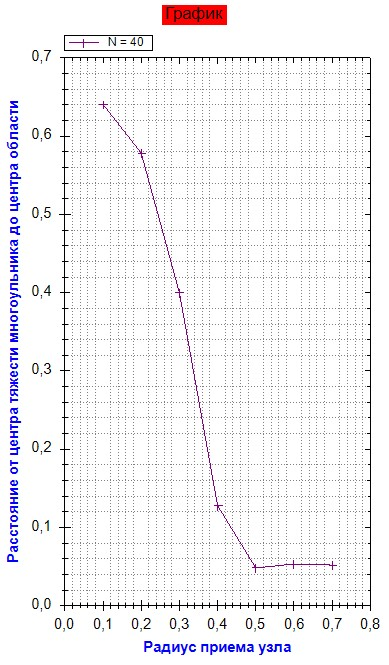 График
N = 40
Расстояние от центра тяжести многоульника до центра области
0,7
0,6
0,5
0,4
0,3
0,2
0,1
0,0
0,0 0,1 0,2 0,3 0,4 0,5 0,6 0,7 0,8
Радиус приема узла